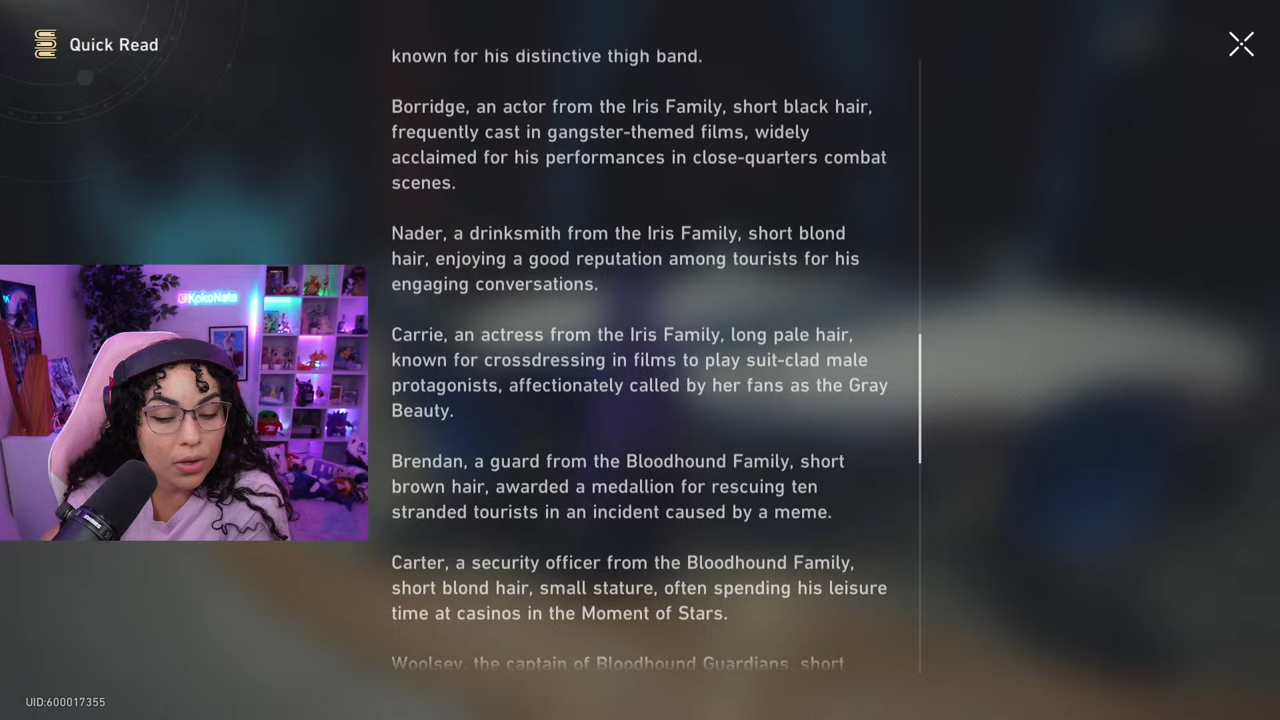 Quick Read
known for his distinctive thigh band.
Borridge, an actor from the Iris Family, short black hair,
frequently cast in gangster-themed films, widely
acclaimed for his performances in close-quarters combat
scenes.
Nader, a drinksmith from the Iris Family, short blond
hair, enjoying a good reputation among tourists for his
engaging conversations.
Carrie, an actress from the Iris Family, long pale hair,
known for crossdressing in films to play suit-clad male
protagonists, affectionately called by her fans as the Gray
Beauty.
Brendan, a guard from the Bloodhound Family, short
brown hair, awarded a medallion for rescuing ten
stranded tourists in an incident caused by a meme.
Carter, a security officer from the Bloodhound Family,
short blond hair, small stature, often spending his leisure
time at casinos in the Moment of Stars.
Woolsey, the captain of Bloodhound Guardians, short
@KokoNata
UID:600017355